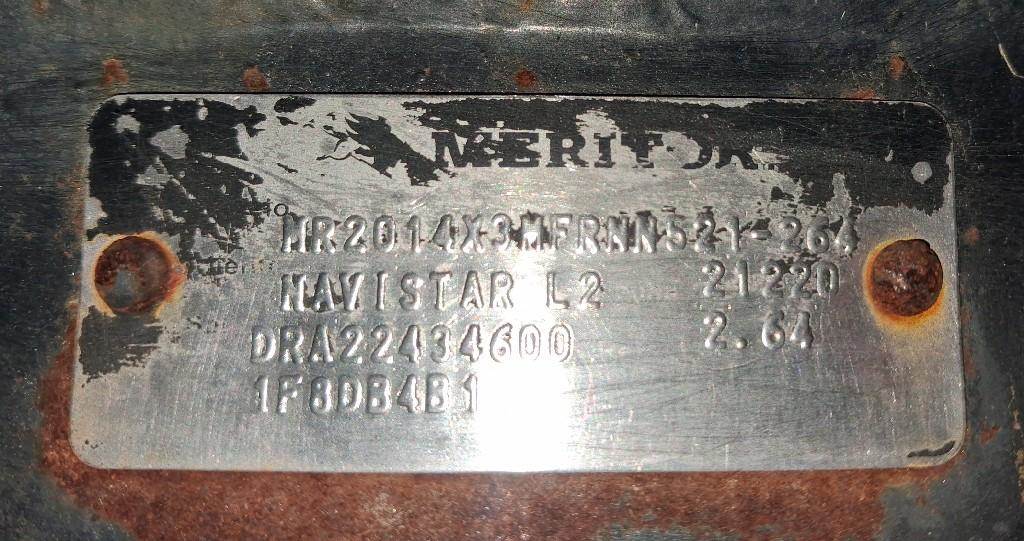 MERITOR
MR2014X3MFRNN521-264
NAVISTAR L2 21220
DRA22434600 2.64
1F8DB4B1